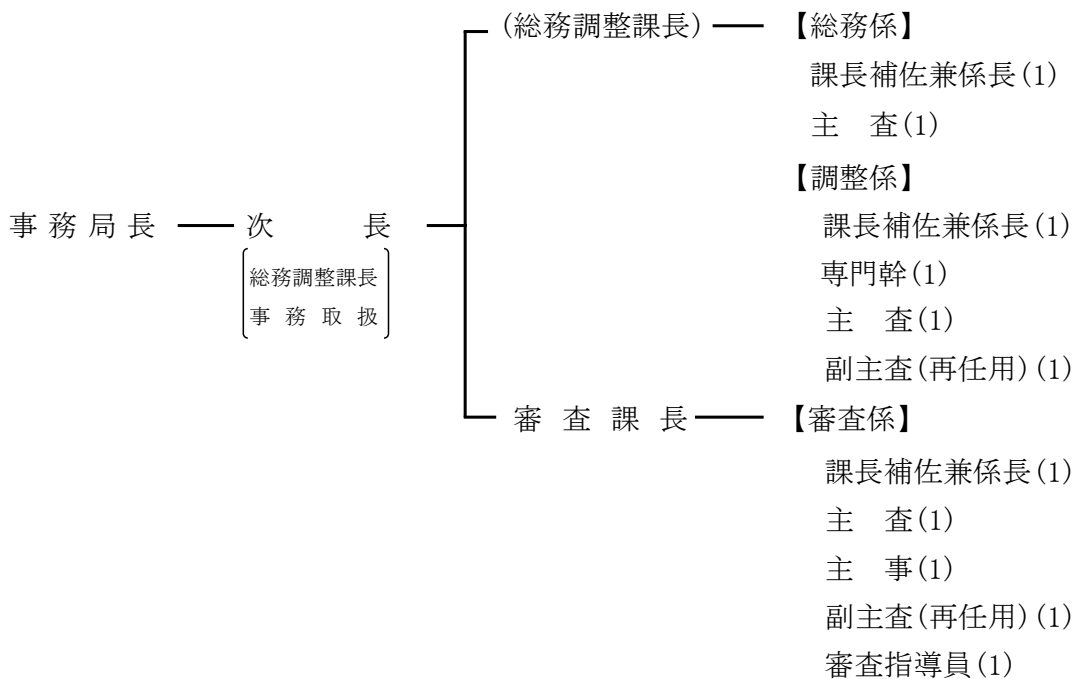 (総務調整課長)
【総務係】
課長補佐兼係長(1)
主　査(1)
【調整係】
事務局長
次　　長
課長補佐兼係長(1)
総務調整課長
専門幹(1)
事務取扱
主　査(1)
副主査(再任用)(1)
審査課長
【審査係】
課長補佐兼係長(1)
主　査(1)
主　事(1)
副主査(再任用)(1)
審査指導員(1)